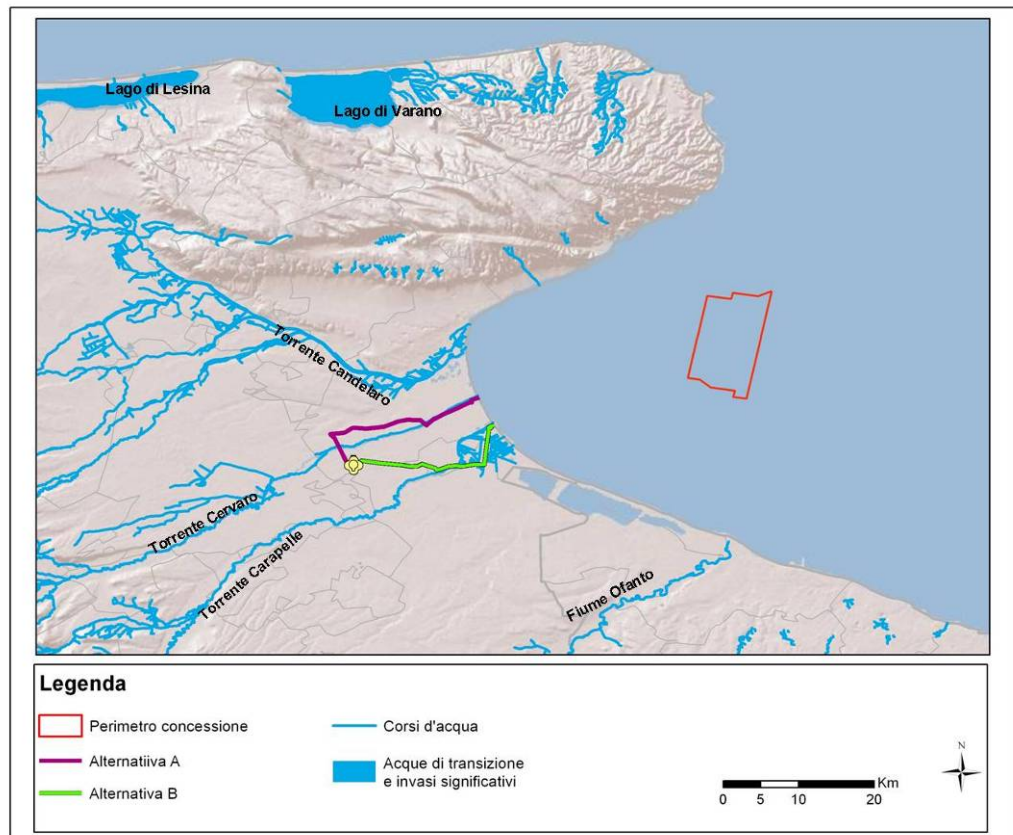 Lago di Lesina
Lago di Varano
Torrente Candelaro
Torrente Cervaro
Torrente Carapelle
Fiume Ofanto
Legenda
Perimetro concessione
Alternatiiva A
Alternativa B
Corsi d'acqua
Acque di transizione
e invasi significativi
Km
0 5 10 20
N